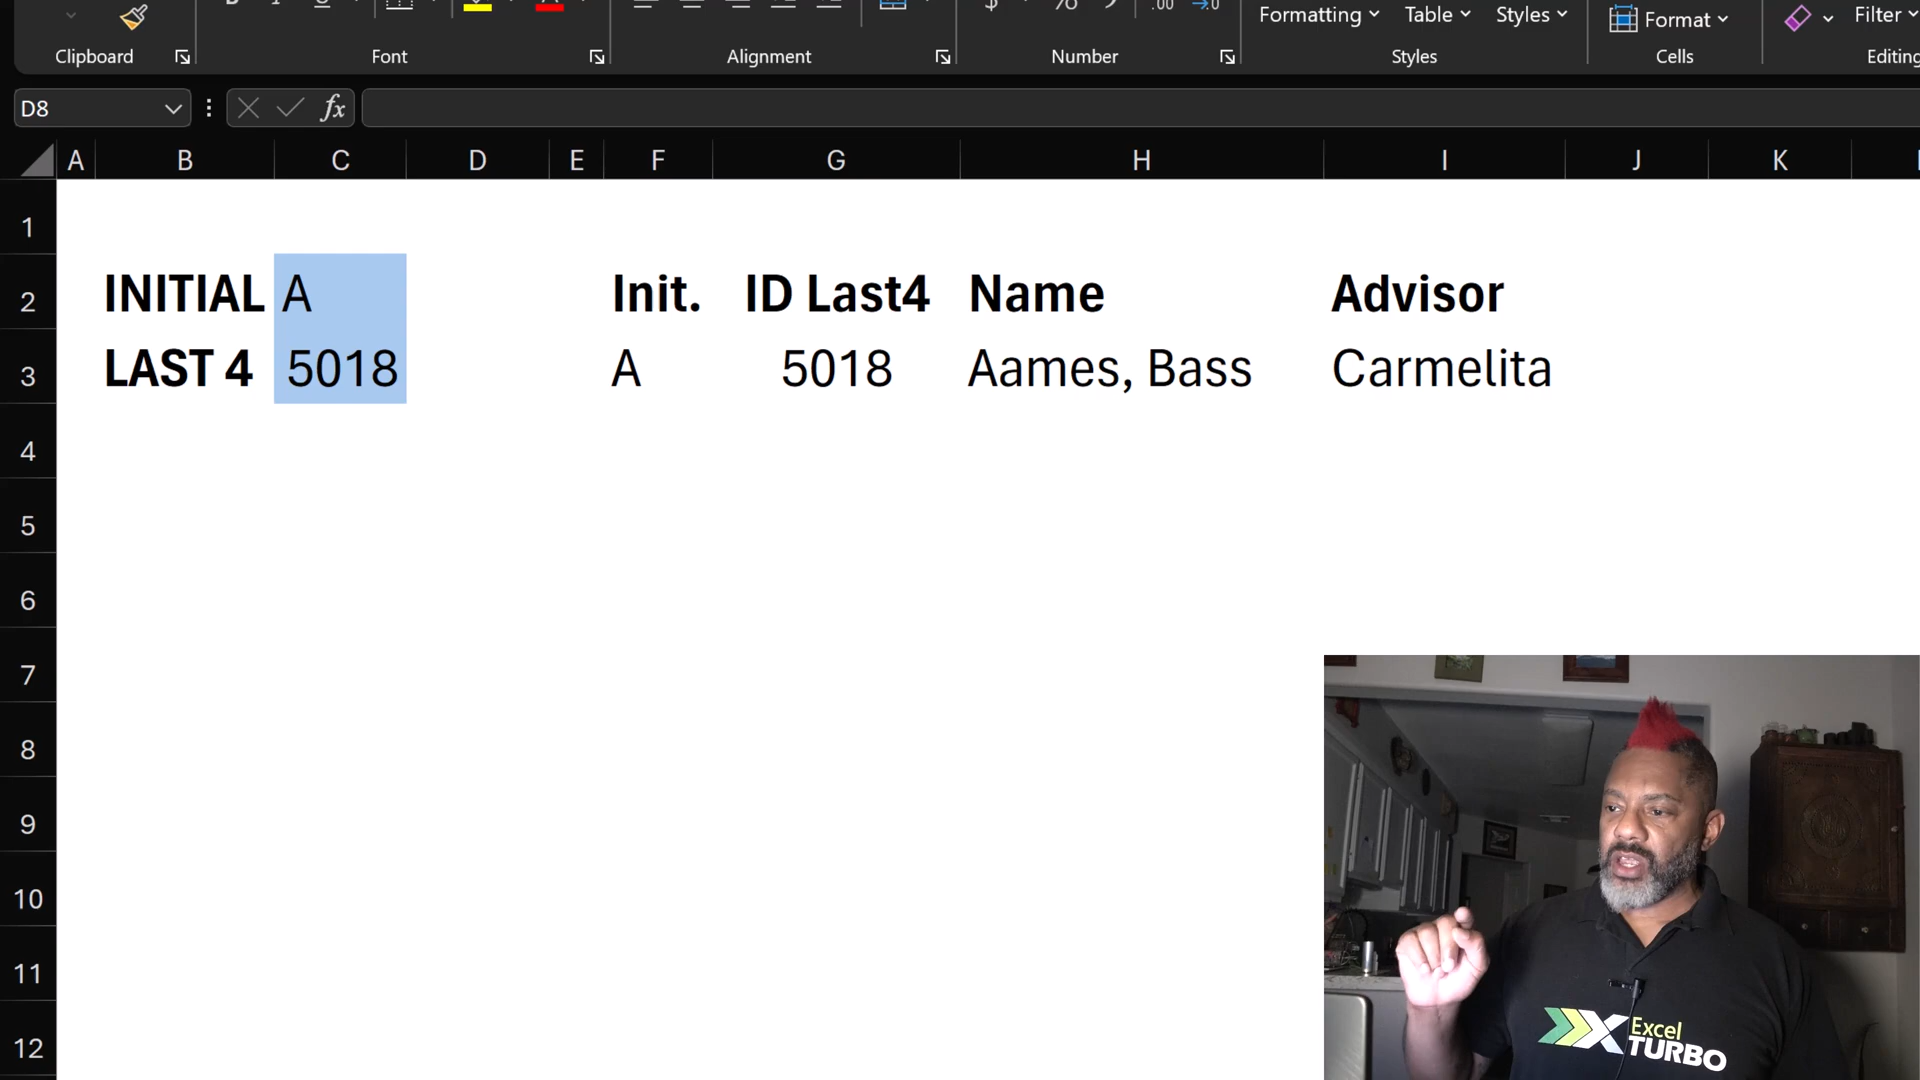 Formatting Table Styles Format Filter
Clipboard Font Alignment Number Styles Cells Editing
D8 fx
A B C D E F G H I J K
1
2 INITIAL A Init. ID Last4 Name Advisor
3 LAST 4 5018 A 5018 Aames, Bass Carmelita
4
5
6
7
8
9
10
11
12
Excel
TURBO